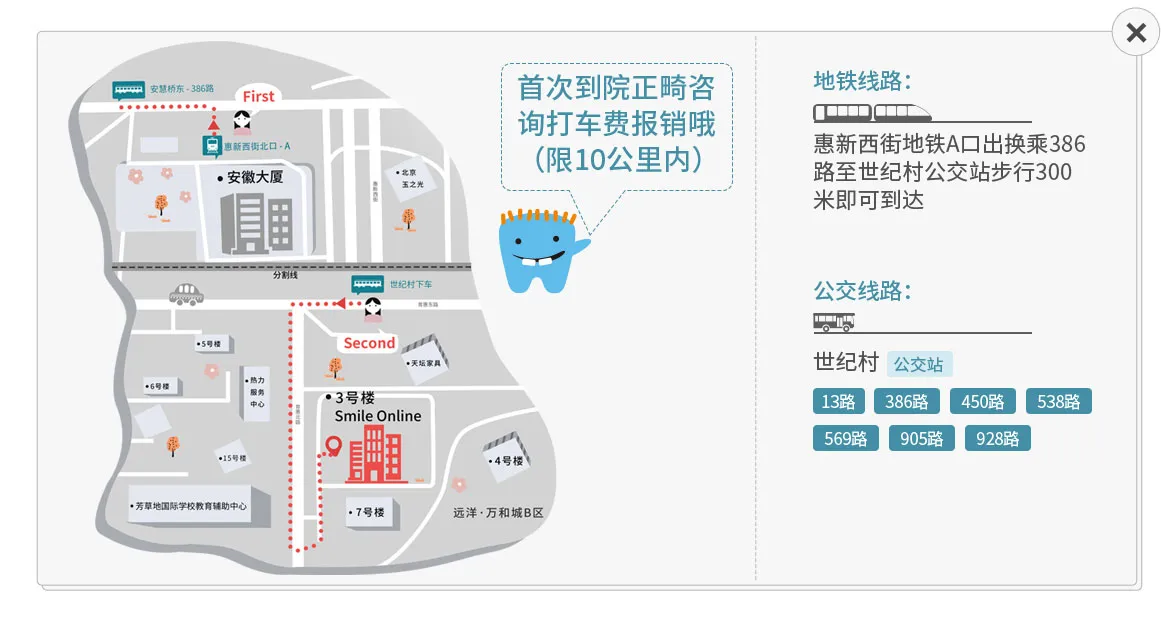 安慧桥东 - 386路
First
惠新西街北口 - A
安徽大厦
北京
玉之光
惠新西街
分割线
世纪村下车
Second
5号楼
6号楼
热力
服务
中心
天坛家具
3号楼
Smile Online
15号楼
4号楼
芳草地国际学校教育辅助中心
7号楼
远洋·万和城B区
首次到院正畸咨
询打车费报销哦
（限10公里内）
地铁线路：
惠新西街地铁A口出换乘386
路至世纪村公交站步行300
米即可到达
公交线路：
世纪村 公交站
13路 386路 450路 538路
569路 905路 928路